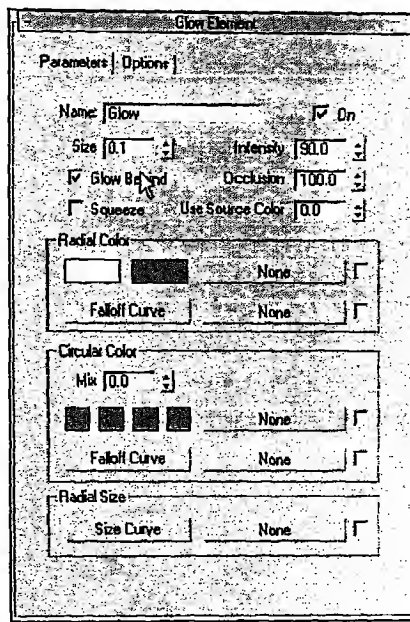 Glow Element
Parameters Options
Name: Glow On
Size 0.1 Intensity 90.0
Glow Behind Occlusion 100.0
Squeeze Use Source Color 0.0
Radial Color
None
Falloff Curve None
Circular Color
Mix 0.0
None
Falloff Curve None
Radial Size
Size Curve None